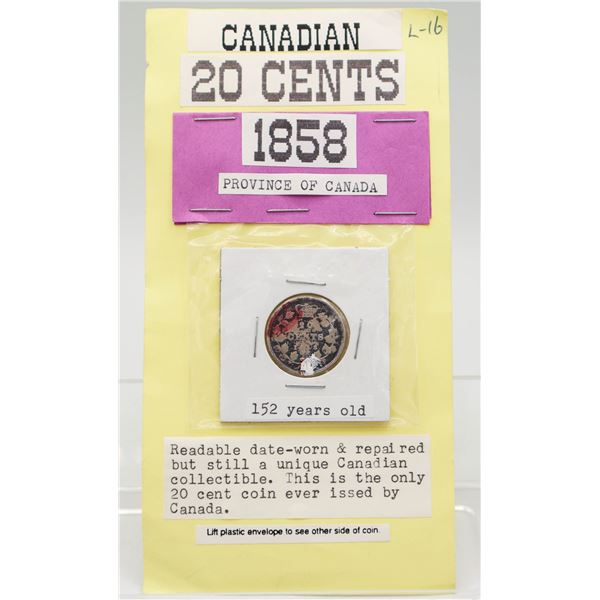 CANADIAN
L-16
20 CENTS
1858
PROVINCE OF CANADA
CENTS
152 years old
Readable date-worn & repaired
but still a unique Canadian
collectible. This is the only
20 cent coin ever issed by
Canada.
Lift plastic envelope to see other side of coin.